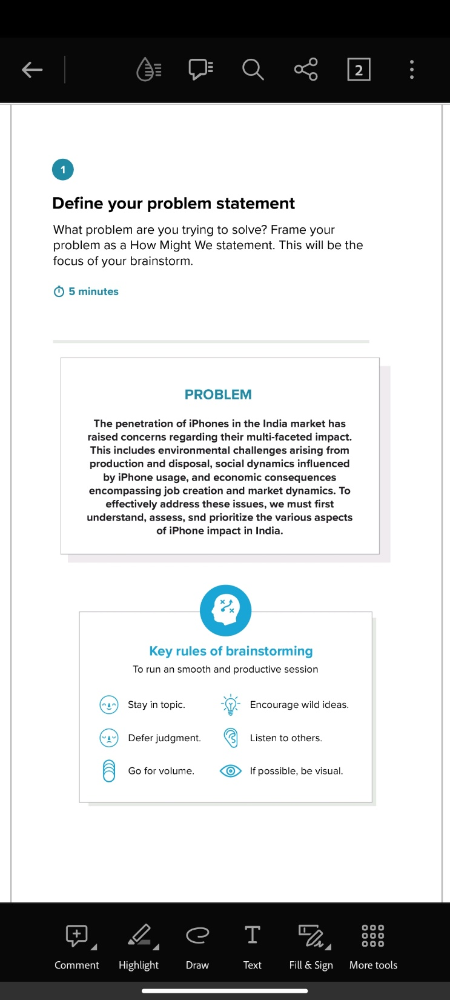 2
1
Define your problem statement
What problem are you trying to solve? Frame your
problem as a How Might We statement. This will be the
focus of your brainstorm.
5 minutes
PROBLEM
The penetration of iPhones in the India market has
raised concerns regarding their multi-faceted impact.
This includes environmental challenges arising from
production and disposal, social dynamics influenced
by iPhone usage, and economic consequences
encompassing job creation and market dynamics. To
effectively address these issues, we must first
understand, assess, snd prioritize the various aspects
of iPhone impact in India.
Key rules of brainstorming
To run an smooth and productive session
Stay in topic.
Encourage wild ideas.
Defer judgment.
Listen to others.
Go for volume.
If possible, be visual.
Comment
Highlight
Draw
Text
Fill & Sign
More tools